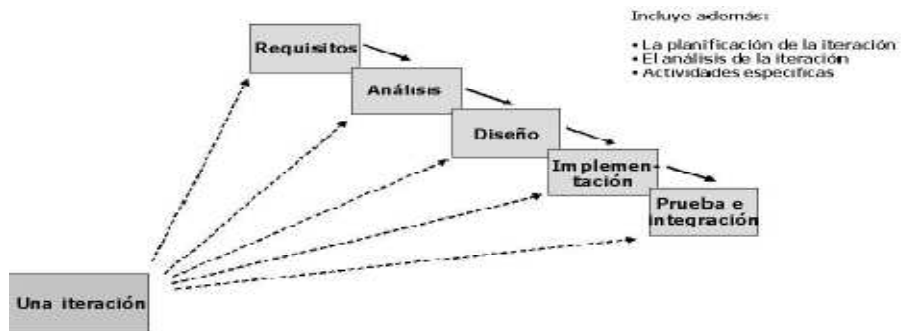 Incluye además:
• La planificación de la iteración
• El análisis de la iteración
• Actividades específicas
Requisitos
Análisis
Diseño
Implemen-
tación
Prueba e
integración
Una iteración